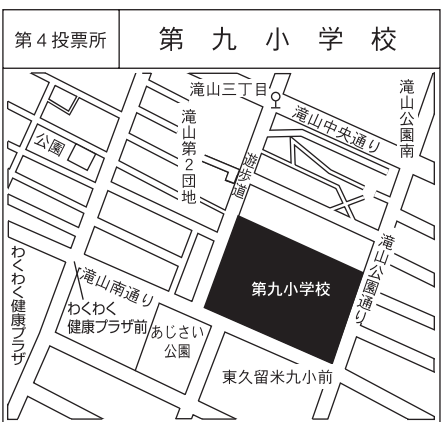 第4投票所
第九小学校
滝山三丁目
滝山中央通り
滝山公園南
公園
滝山第2団地
遊歩道
第九小学校
滝山公園通り
わくわく健康プラザ
滝山南通り
わくわく
健康プラザ前
あじさい
公園
東久留米九小前